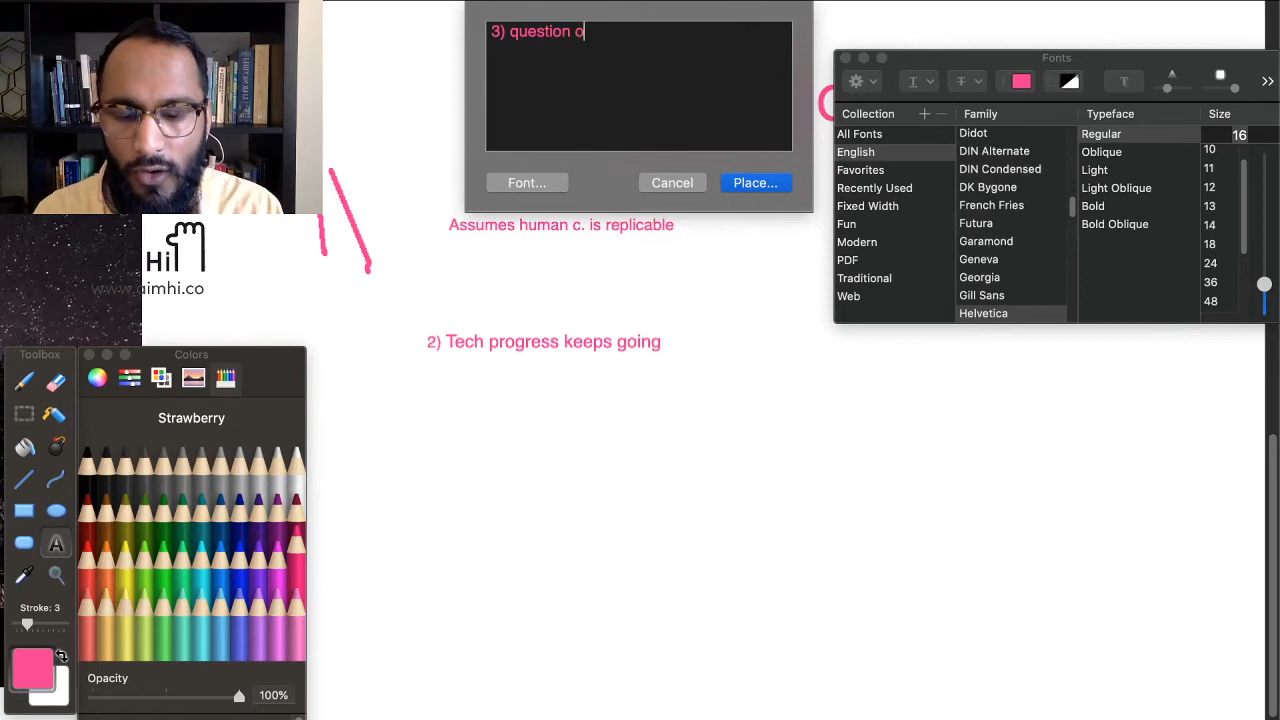 3) question o
Font...
Cancel
Place...
Assumes human c. is replicable
2) Tech progress keeps going
Hi
www.aimhi.co
Fonts
Collection
Family
Typeface
Size
All Fonts
English
Favorites
Recently Used
Fixed Width
Fun
Modern
PDF
Traditional
Web
Didot
DIN Alternate
DIN Condensed
DK Bygone
French Fries
Futura
Garamond
Geneva
Georgia
Gill Sans
Helvetica
Regular
Oblique
Light
Light Oblique
Bold
Bold Oblique
16
10
11
12
13
14
18
24
36
48
Toolbox
Stroke: 3
Colors
Strawberry
Opacity
100%